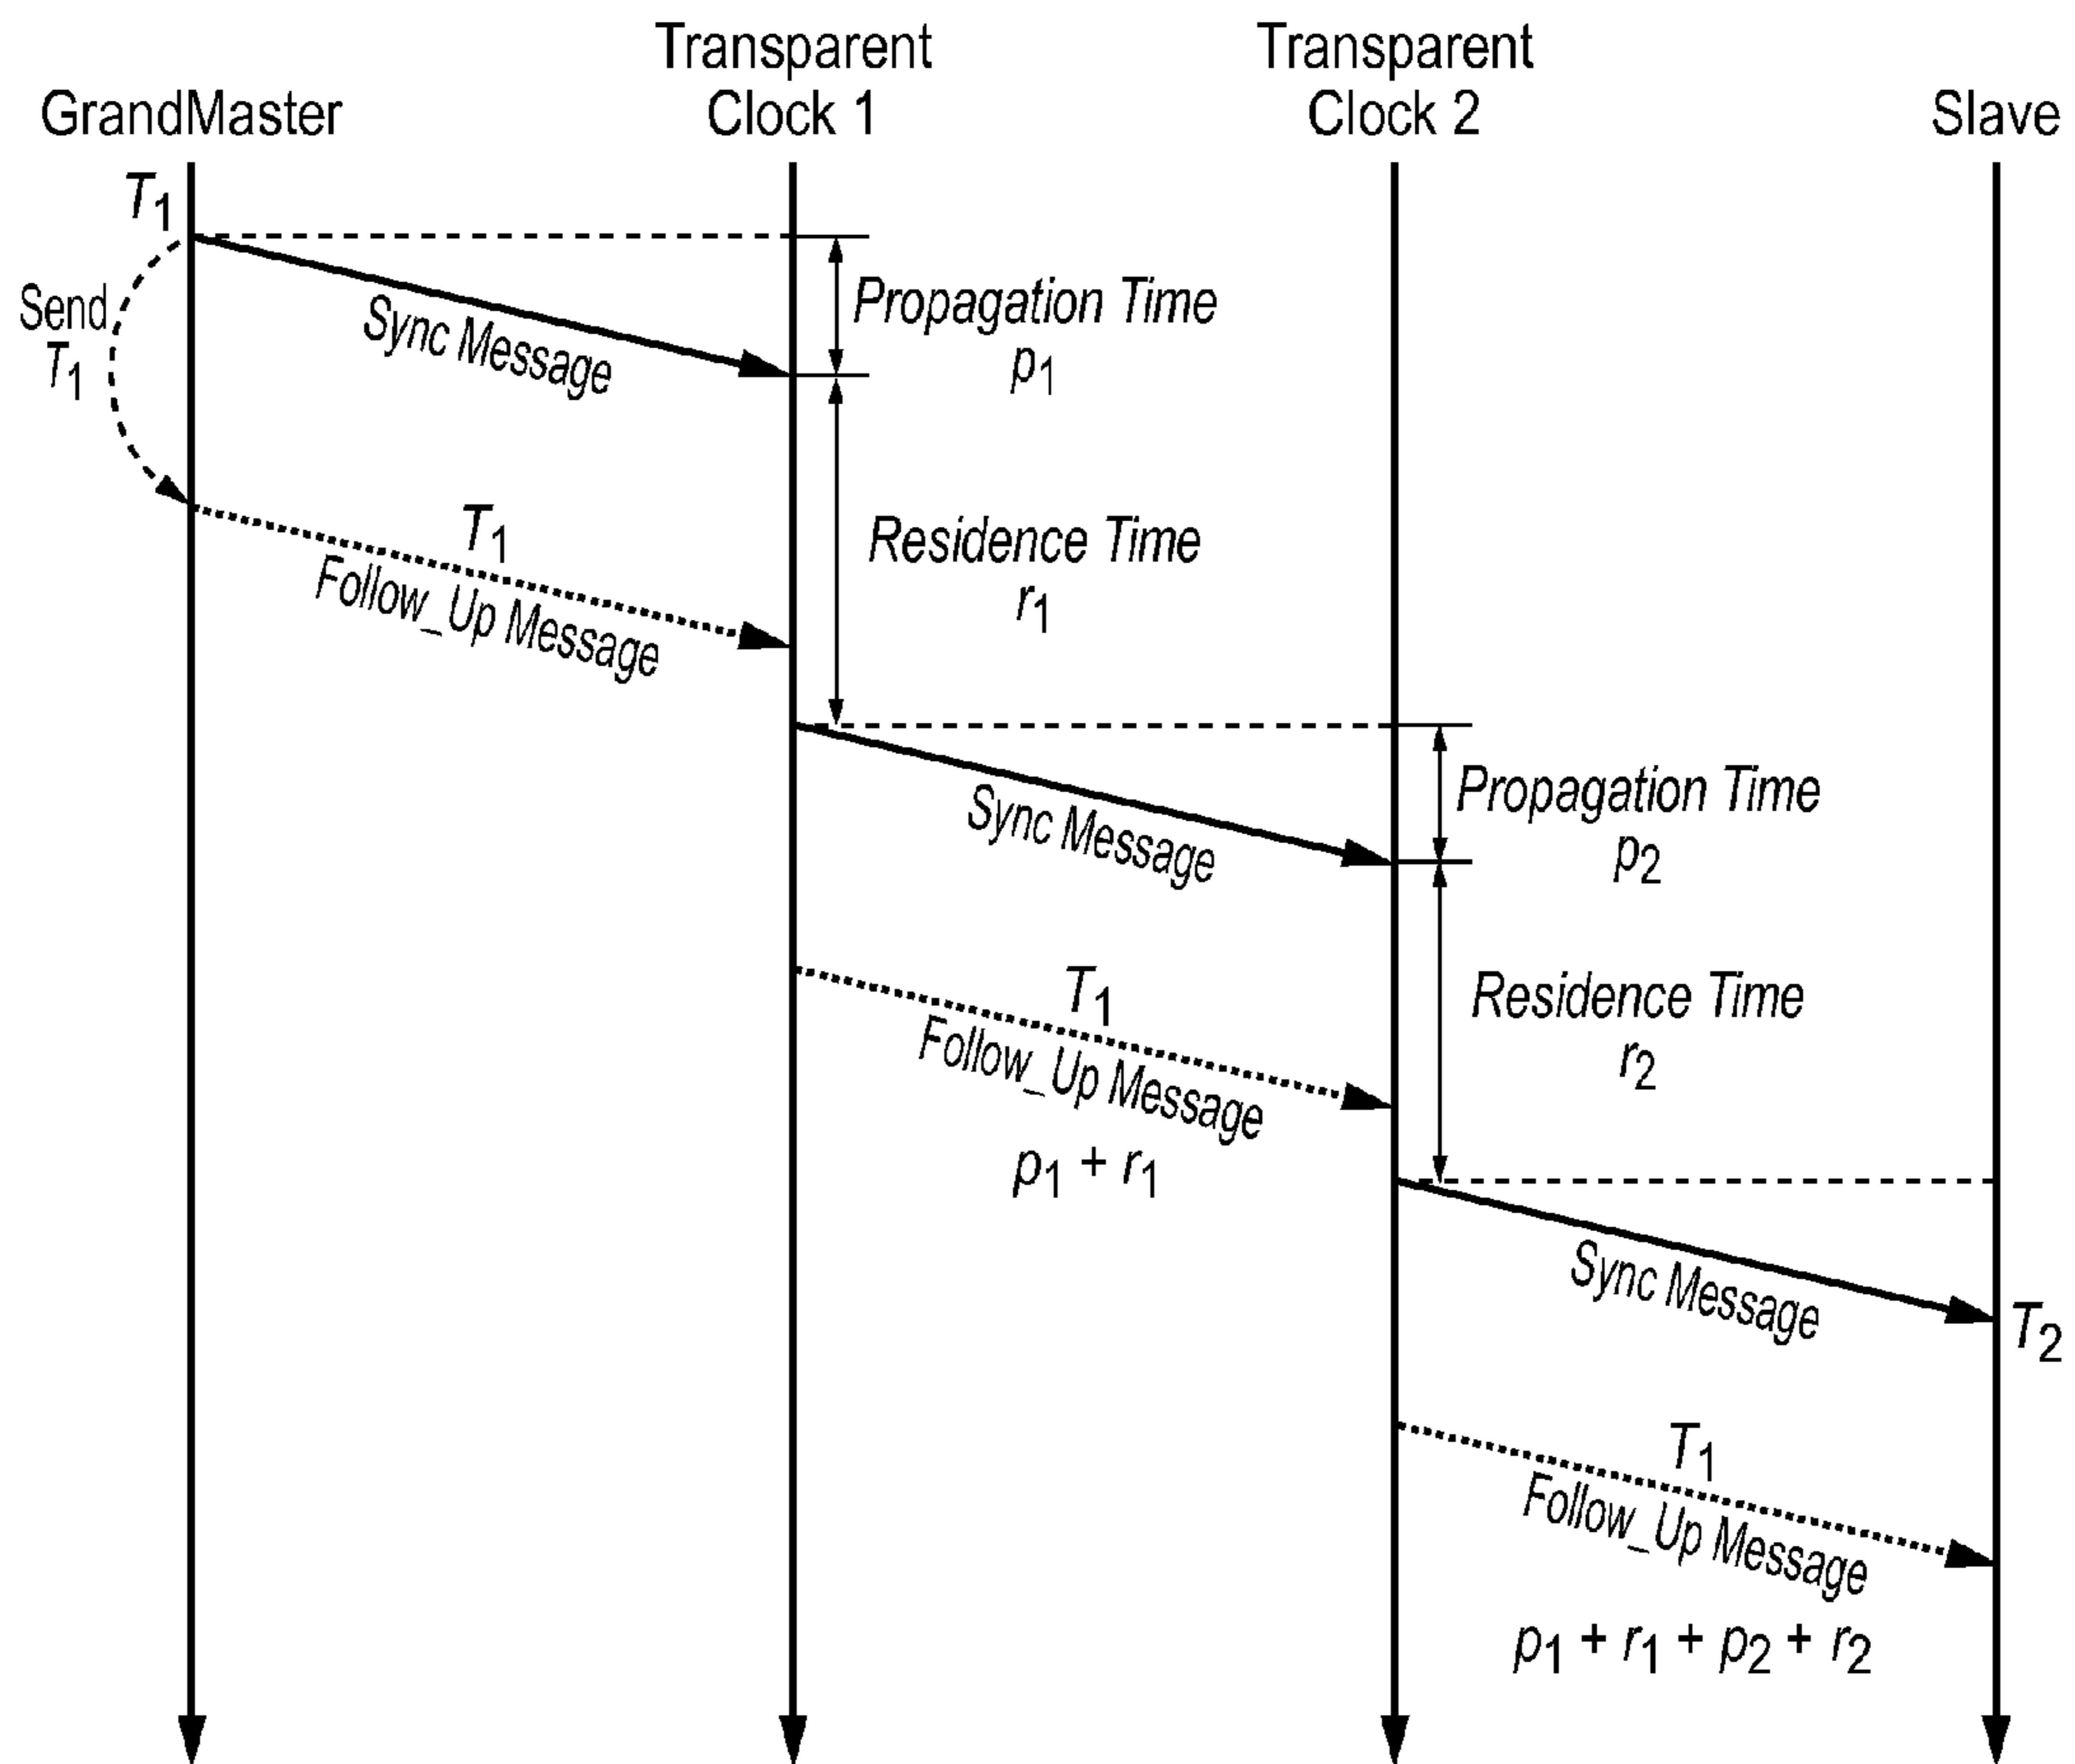 Transparent
Transparent
GrandMaster
Clock 1
Clock 2
Slave
T1
Send
T1
Sync Message
Propagation Time
p1
T1
Follow_Up Message
Residence Time
r1
Sync Message
Propagation Time
p2
T1
Follow_Up Message
p1 + r1
Residence Time
r2
Sync Message
T2
T1
Follow_Up Message
p1 + r1 + p2 + r2